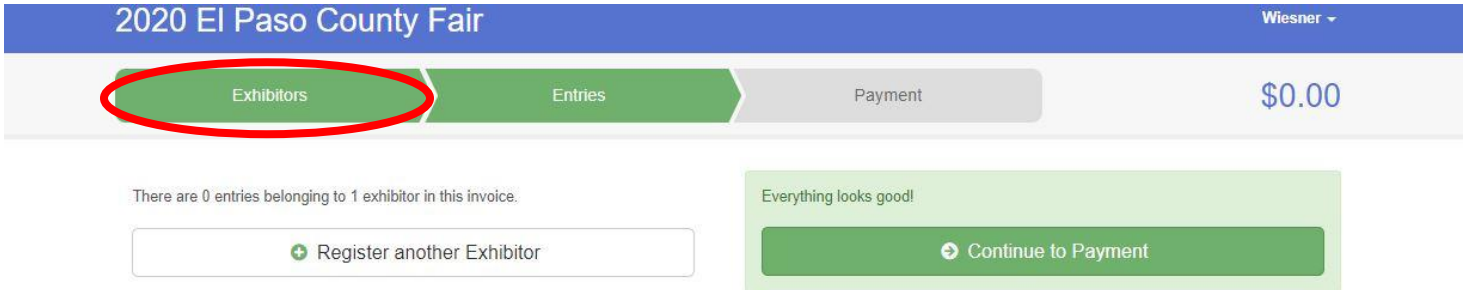 2020 El Paso County Fair
Wiesner
Exhibitors
Entries
Payment
$0.00
There are 0 entries belonging to 1 exhibitor in this invoice.
Everything looks good!
Register another Exhibitor
Continue to Payment